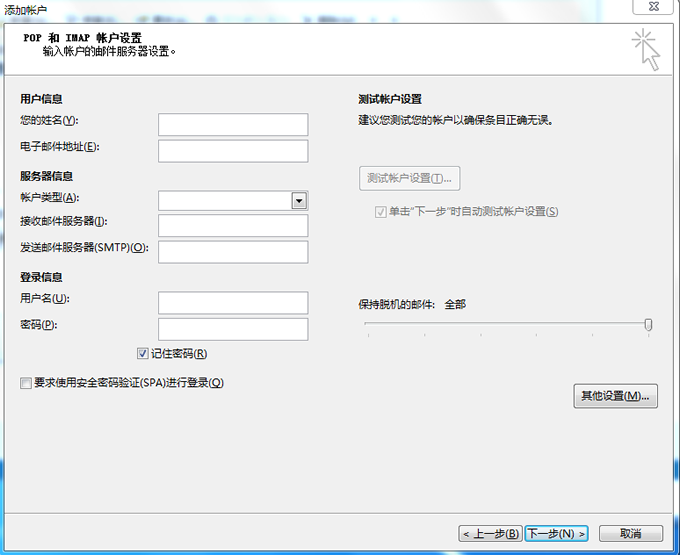 添加帐户
POP 和 IMAP 帐户设置
输入帐户的邮件服务器设置。
用户信息
您的姓名(Y):
电子邮件地址(E):
服务器信息
帐户类型(A):
接收邮件服务器(I):
发送邮件服务器(SMTP)(O):
登录信息
用户名(U):
密码(P):
记住密码(R)
要求使用安全密码验证(SPA)进行登录(Q)
测试帐户设置
建议您测试您的帐户以确保条目正确无误。
测试帐户设置(T)...
单击"下一步"时自动测试帐户设置(S)
保持脱机的邮件: 全部
其他设置(M)...
< 上一步(B) 下一步(N) > 取消